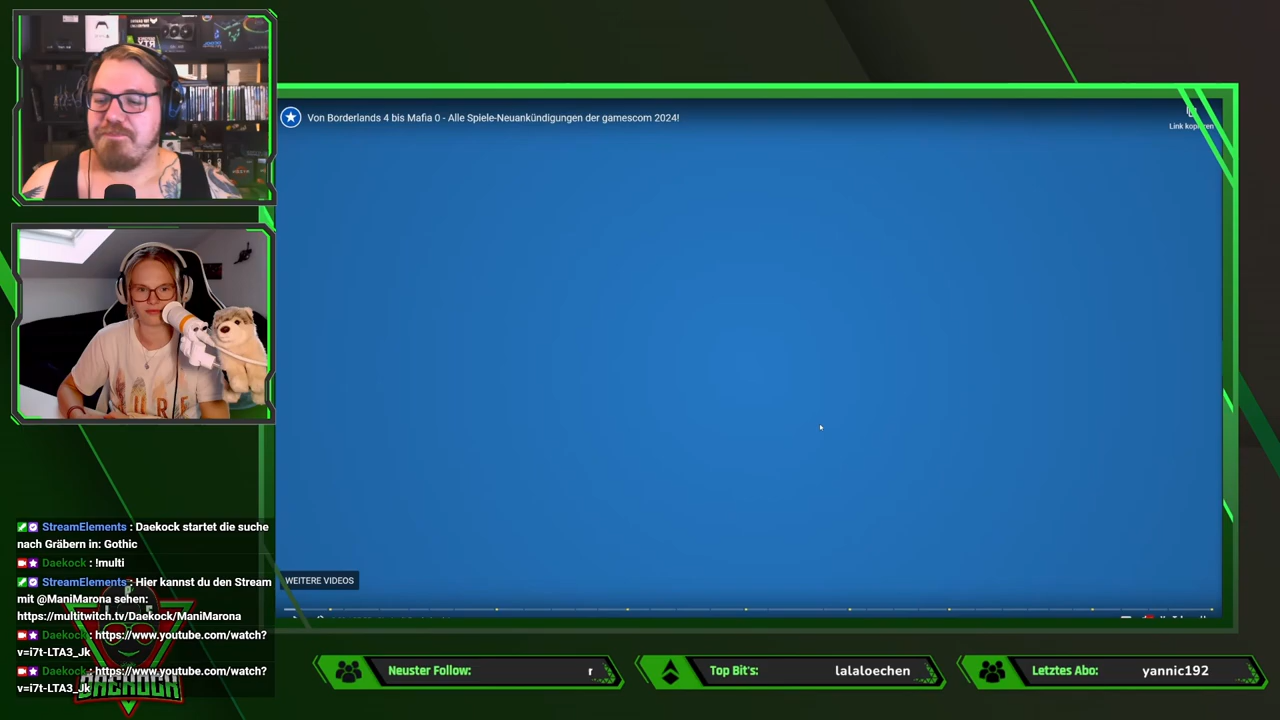 Von Borderlands 4 bis Mafia 0 - Alle Spiele-Neuankündigungen der gamescom 2024!
Link kopieren
WEITERE VIDEOS
StreamElements : Daekock startet die suche
nach Gräbern in: Gothic
Daekock : !multi
StreamElements : Hier kannst du den Stream
mit @ManiMarona sehen:
https://multitwitch.tv/Daekock/ManiMarona
Daekock : https://www.youtube.com/watch?
v=i7t-LTA3_Jk
Daekock : https://www.youtube.com/watch?
v=i7t-LTA3_Jk
DAEKOCK
Neuster Follow: r
Top Bit's: lalaloechen
Letztes Abo: yannic192